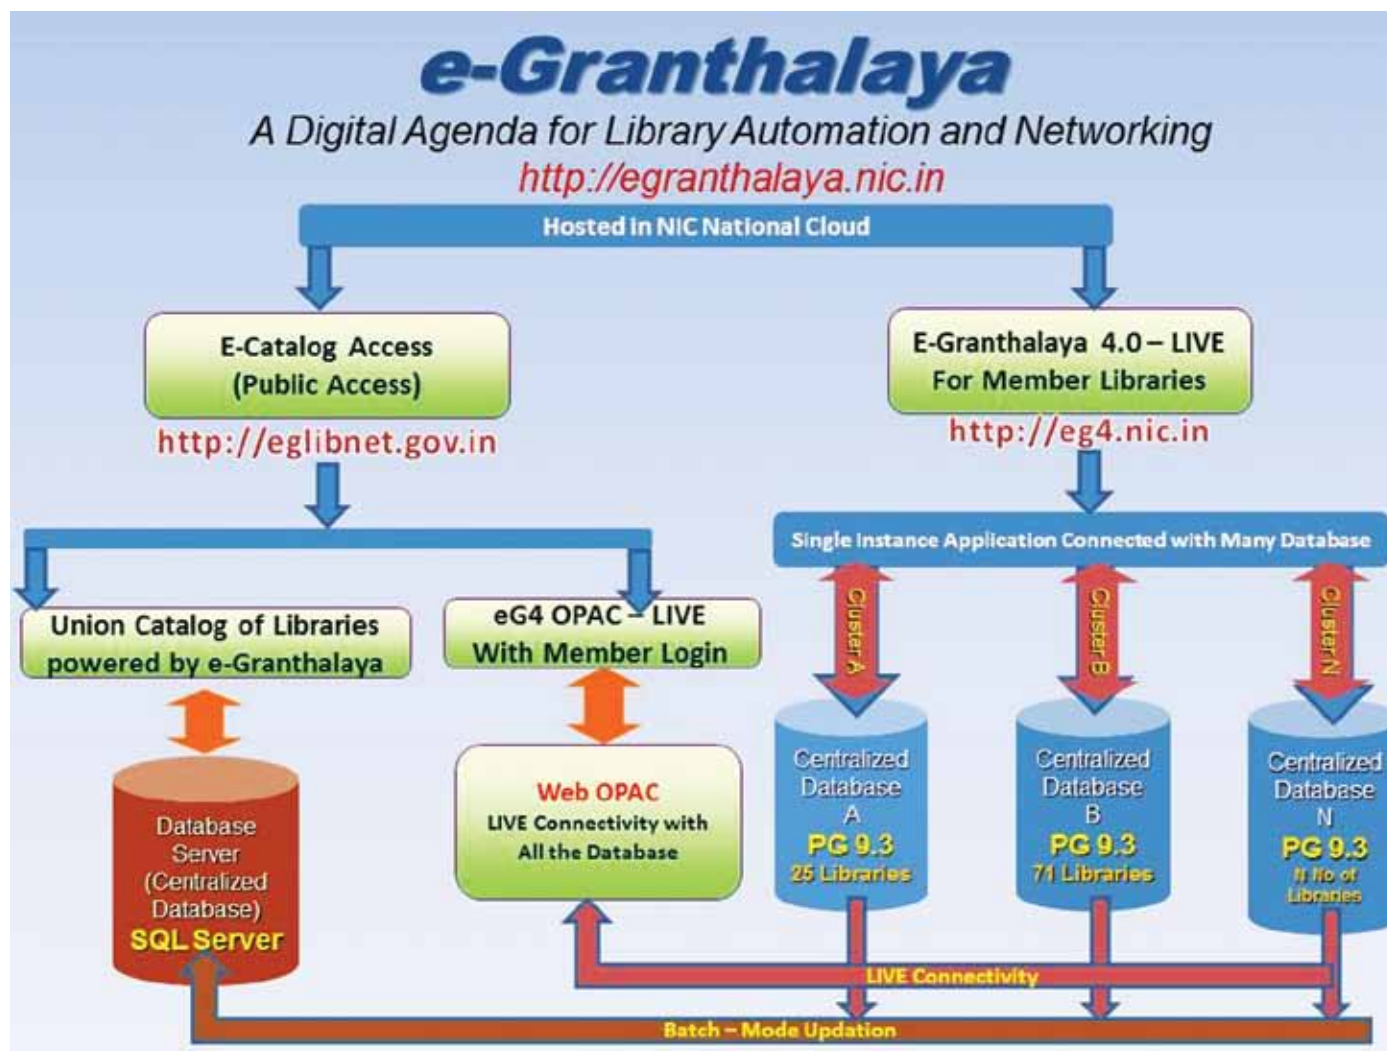 e-Granthalaya
A Digital Agenda for Library Automation and Networking
http://egranthalaya.nic.in
Hosted in NIC National Cloud
E-Catalog Access
(Public Access)
http://eglibnet.gov.in
E-Granthalaya 4.0 – LIVE
For Member Libraries
http://eg4.nic.in
Single Instance Application Connected with Many Database
Union Catalog of Libraries
powered by e-Granthalaya
eG4 OPAC – LIVE
With Member Login
Cluster A
Cluster B
Cluster N
Database
Server
(Centralized
Database)
SQL Server
Web OPAC
LIVE Connectivity with
All the Database
Centralized
Database
A
PG 9.3
25 Libraries
Centralized
Database
B
PG 9.3
71 Libraries
Centralized
Database
N
PG 9.3
N No of
Libraries
LIVE Connectivity
Batch – Mode Updation